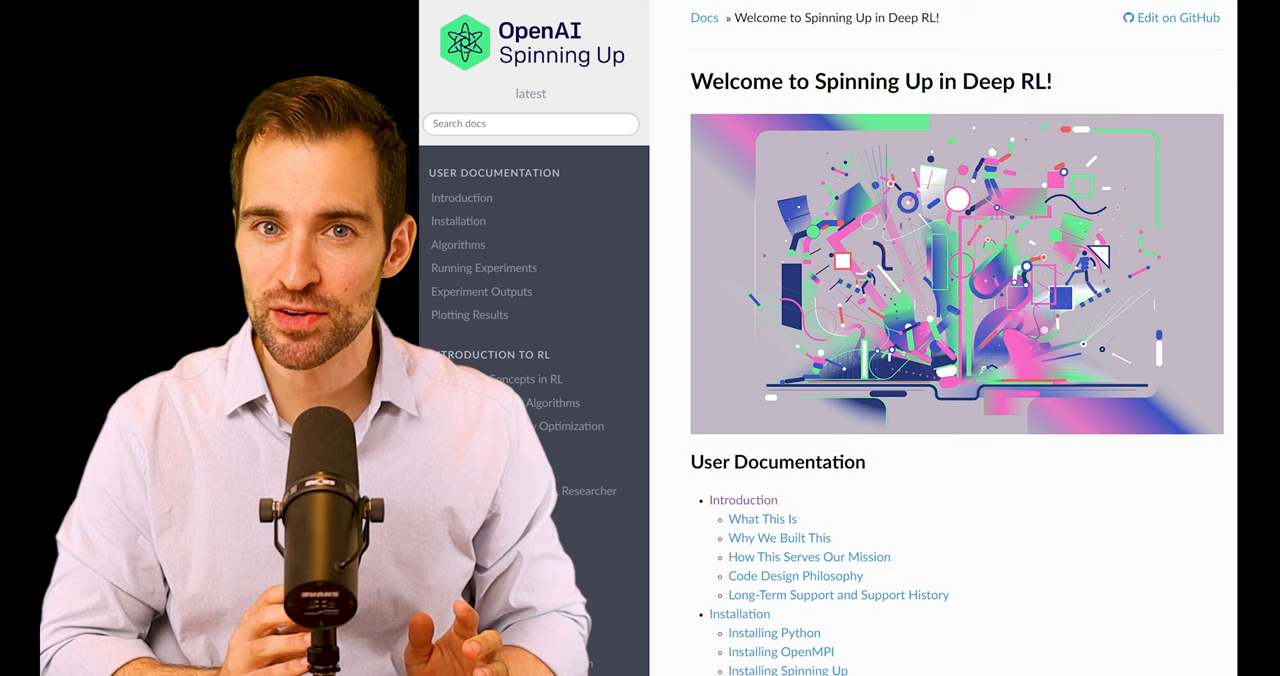 OpenAI
Spinning Up
latest
Search docs
USER DOCUMENTATION
Introduction
Installation
Algorithms
Running Experiments
Experiment Outputs
Plotting Results
TRODUCTION TO RL
Concepts in RL
Algorithms
Optimization
Researcher
Docs » Welcome to Spinning Up in Deep RL!
Edit on GitHub
Welcome to Spinning Up in Deep RL!
User Documentation
Introduction
What This Is
Why We Built This
How This Serves Our Mission
Code Design Philosophy
Long-Term Support and Support History
Installation
Installing Python
Installing OpenMPI
Installing Spinning Up
SHURE